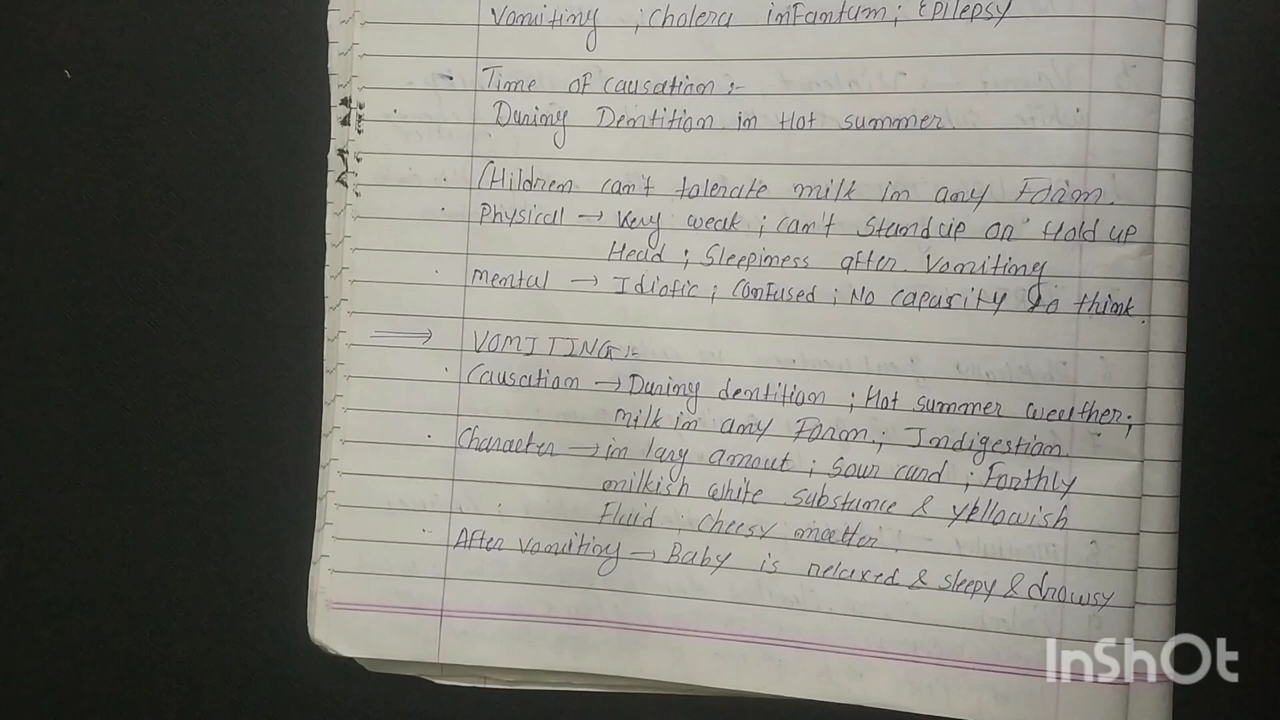 Vomiting ; cholera infantum ; Epilepsy
Time of causation :-
During Dentition in Hot summer.
Children can't tolerate milk in any Form.
Physical → Very weak ; can't Stand up or Hold up
Head ; Sleepiness after Vomiting
mental → Idiotic ; confused ; No capacity to think.
⟹ VOMITING :-
Causation → During dentition ; Hot summer weather ;
milk in any Form ; Indigestion.
Character → in larg amout ; sour curd ; Forthly
milkish white substance & yellowish
Fluid ; cheesy matter.
After vomiting → Baby is relaxed & sleepy & drowsy
InShOt